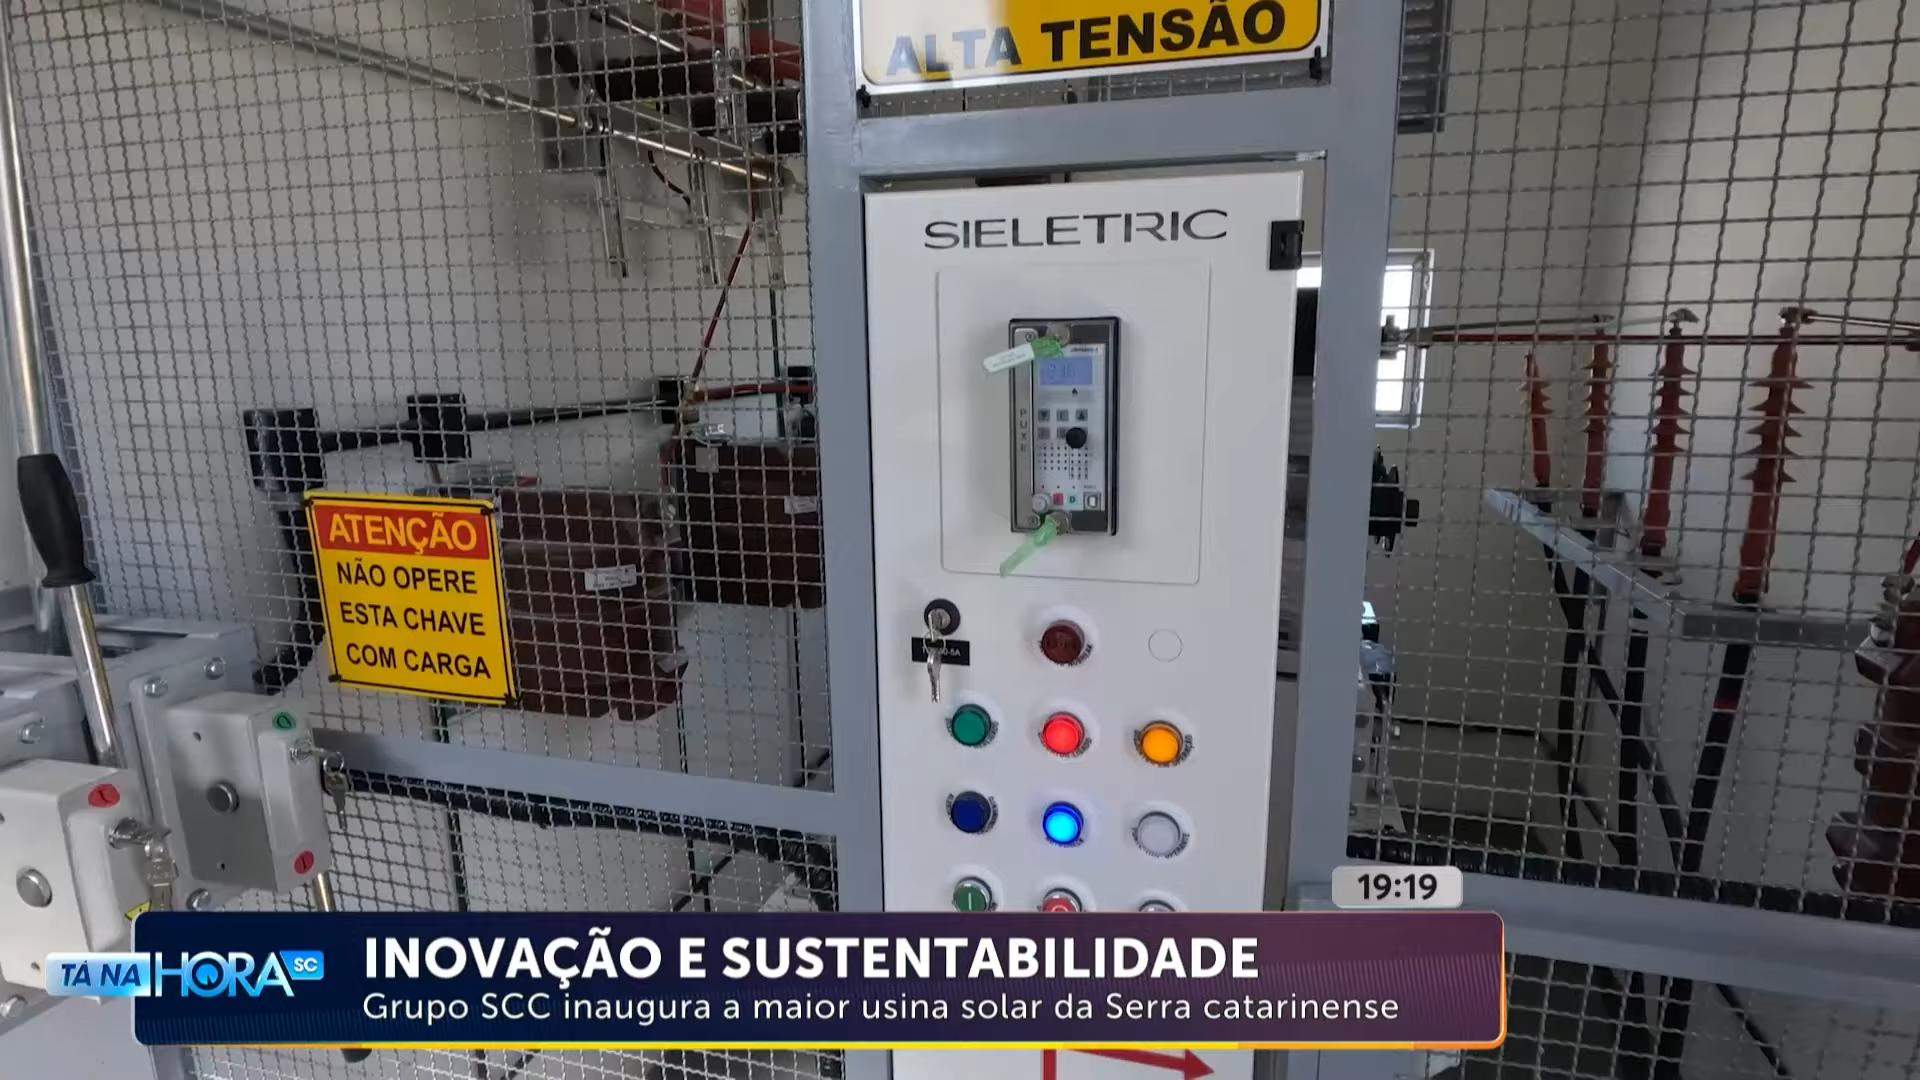 ALTA TENSÃO
SIELETRIC
PUXE
ATENÇÃO
NÃO OPERE
ESTA CHAVE
COM CARGA
19:19
TÁ NA HORA SC
INOVAÇÃO E SUSTENTABILIDADE
Grupo SCC inaugura a maior usina solar da Serra catarinense